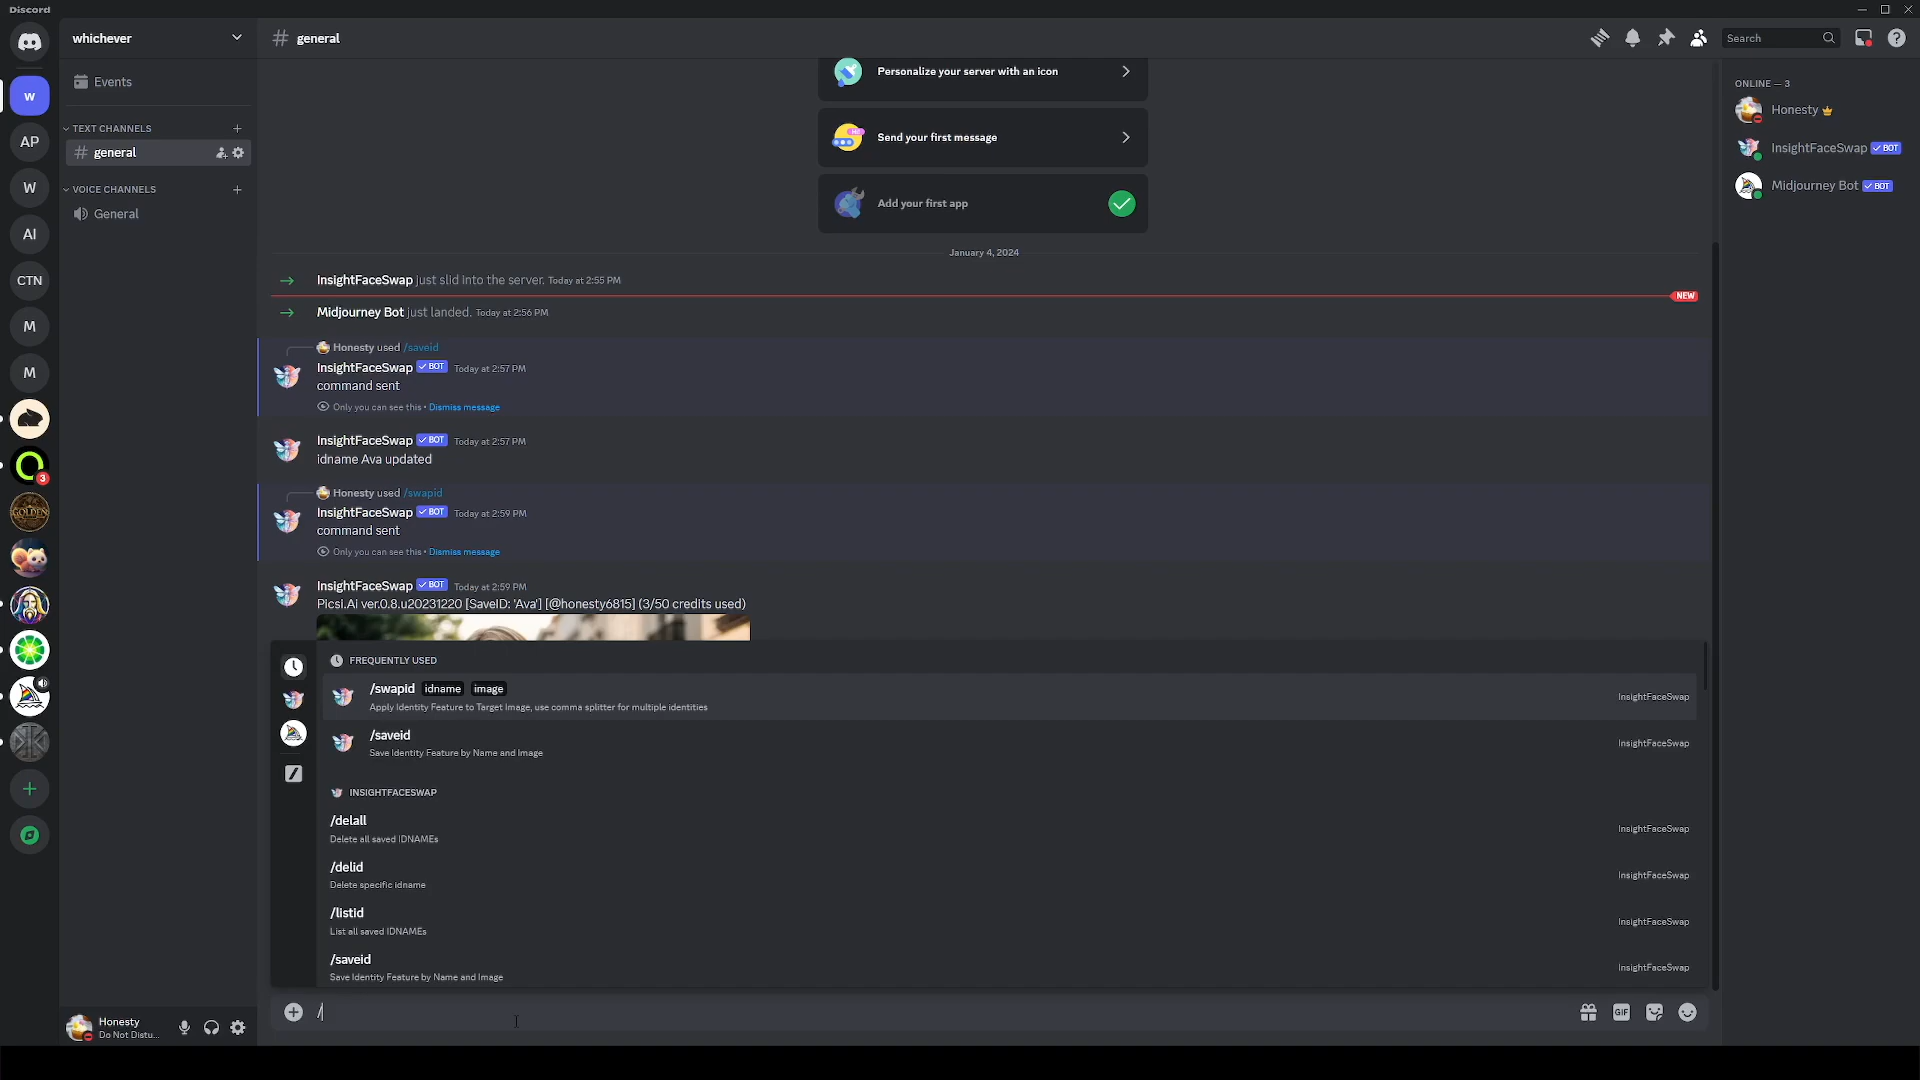 Discord
whichever
Events
TEXT CHANNELS
general
VOICE CHANNELS
General
w
AP
W
AI
CTN
M
M
3
GOLDEN
Honesty
Do Not Distu...
general
Search
Personalize your server with an icon
Send your first message
Add your first app
January 4, 2024
InsightFaceSwap just slid into the server. Today at 2:55 PM
NEW
Midjourney Bot just landed. Today at 2:56 PM
Honesty used /saveid
InsightFaceSwap BOT Today at 2:57 PM
command sent
Only you can see this • Dismiss message
InsightFaceSwap BOT Today at 2:57 PM
idname Ava updated
Honesty used /swapid
InsightFaceSwap BOT Today at 2:59 PM
command sent
Only you can see this • Dismiss message
InsightFaceSwap BOT Today at 2:59 PM
Picsi.Ai ver.0.8.u20231220 [SaveID: 'Ava'] [@honesty6815] (3/50 credits used)
FREQUENTLY USED
/swapid idname image
Apply Identity Feature to Target Image, use comma splitter for multiple identities
InsightFaceSwap
/saveid
Save Identity Feature by Name and Image
InsightFaceSwap
INSIGHTFACESWAP
/delall
Delete all saved IDNAMEs
InsightFaceSwap
/delid
Delete specific idname
InsightFaceSwap
/listid
List all saved IDNAMEs
InsightFaceSwap
/saveid
Save Identity Feature by Name and Image
InsightFaceSwap
/
GIF
ONLINE — 3
Honesty
InsightFaceSwap BOT
Midjourney Bot BOT